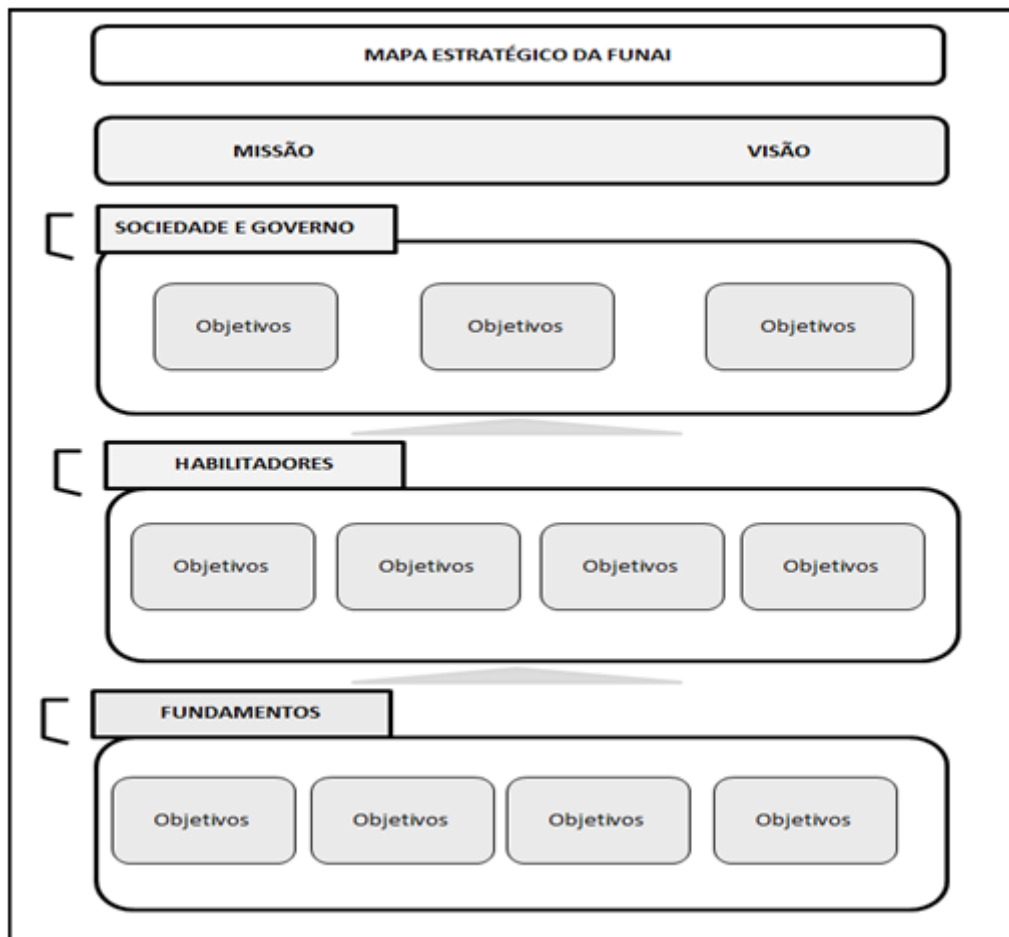 MAPA ESTRATÉGICO DA FUNAI
MISSÃO VISÃO
SOCIEDADE E GOVERNO
Objetivos Objetivos Objetivos
HABILITADORES
Objetivos Objetivos Objetivos Objetivos
FUNDAMENTOS
Objetivos Objetivos Objetivos Objetivos